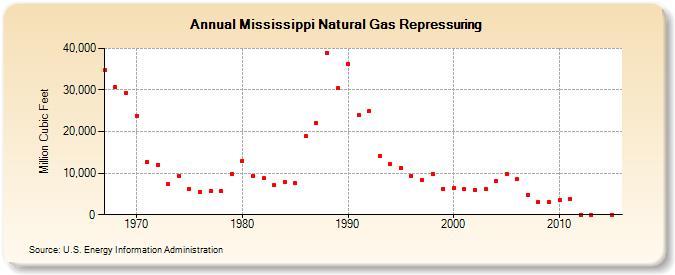 Annual Mississippi Natural Gas Repressuring
Million Cubic Feet
40,000
30,000
20,000
10,000
0
1970 1980 1990 2000 2010
Source: U.S. Energy Information Administration